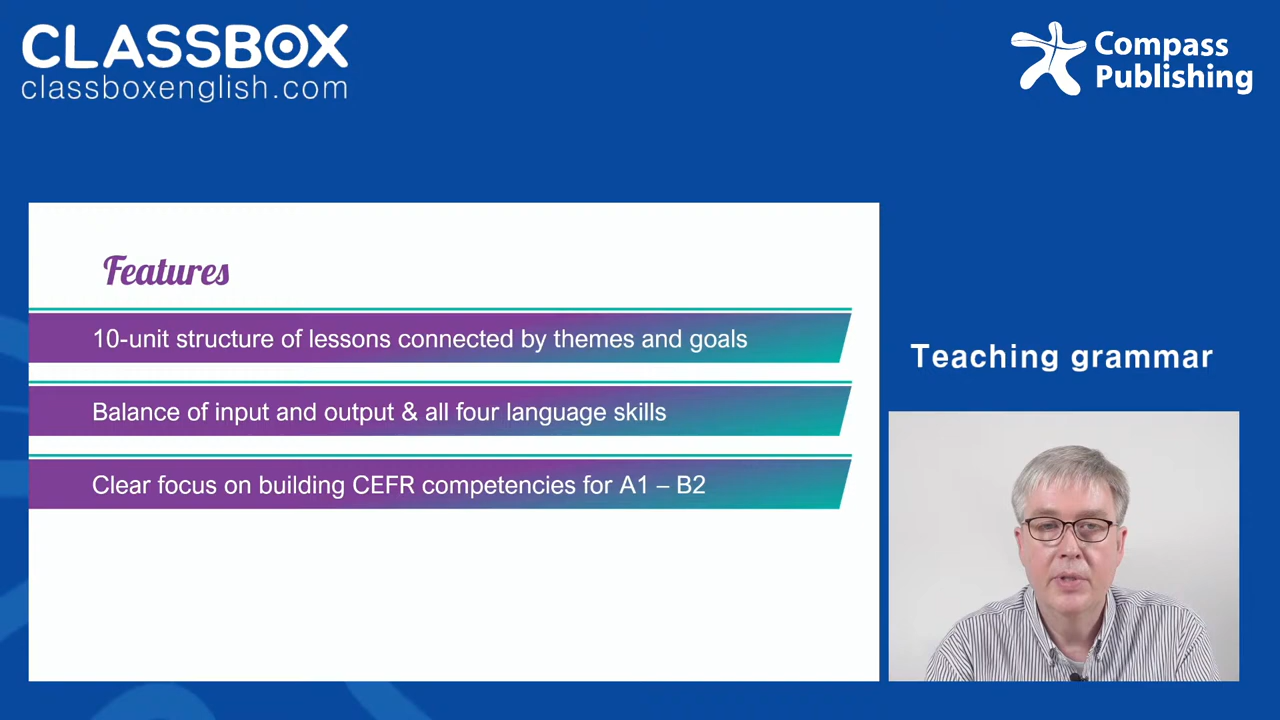 CLASSBOX
classboxenglish.com
Compass
Publishing
Features
10-unit structure of lessons connected by themes and goals
Balance of input and output & all four language skills
Clear focus on building CEFR competencies for A1 – B2
Teaching grammar